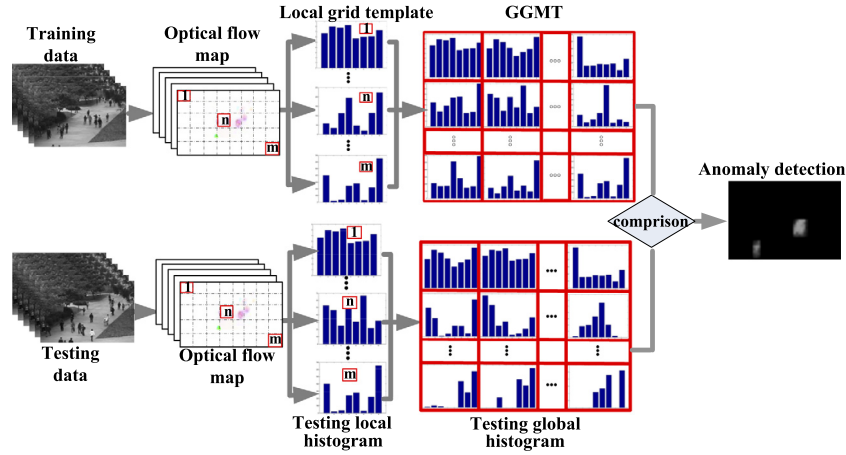 Training
data
Optical flow
map
Local grid template
GGMT
1
n
m
1
n
m
Anomaly detection
comprison
Testing
data
Optical flow
map
1
n
m
1
n
m
Testing local
histogram
Testing global
histogram